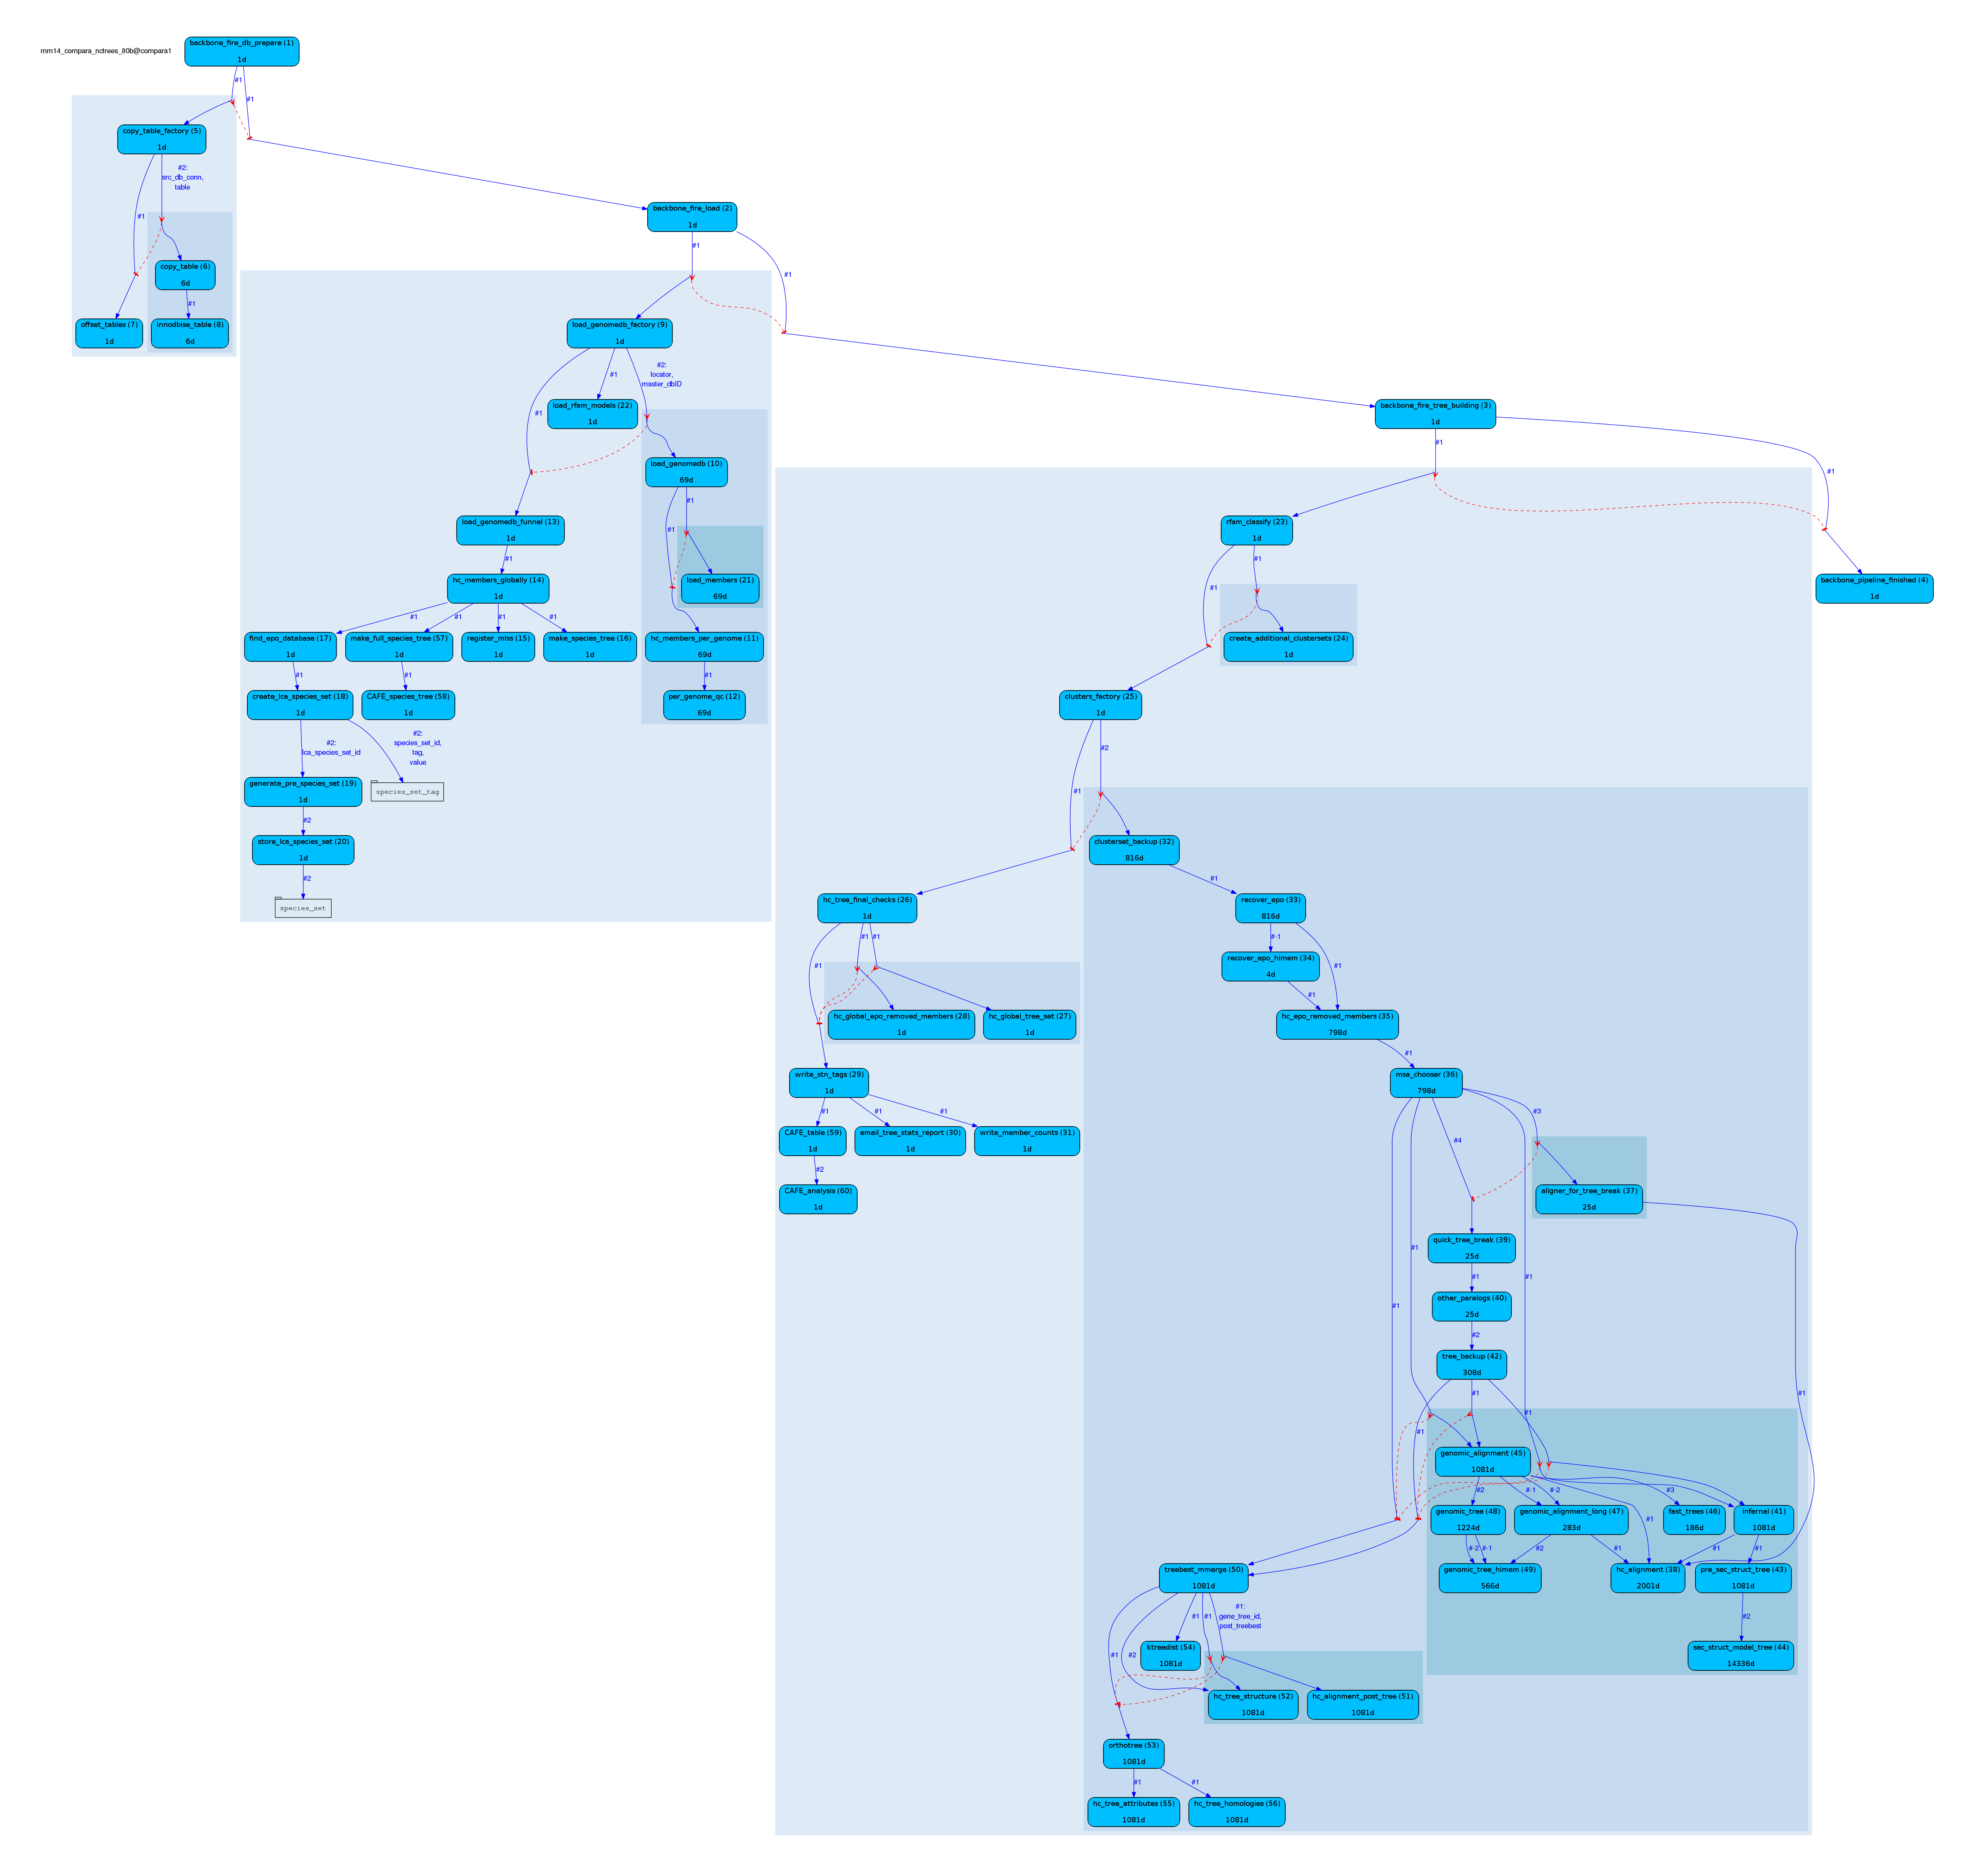 mm14_compara_nctrees_80b@compara1
backbone_fire_db_prepare (1)
1d
#1
#1
copy_table_factory (5)
1d
#2:
src_db_conn,
table
#1
backbone_fire_load (2)
1d
#1
#1
copy_table (6)
6d
#1
offset_tables (7)
1d
innodbise_table (8)
6d
load_genomedb_factory (9)
1d
#1
#1
#2:
locator,
master_dbID
load_rfam_models (22)
1d
backbone_fire_tree_building (3)
1d
#1
#1
load_genomedb (10)
69d
#1
#1
load_genomedb_funnel (13)
1d
#1
rfam_classify (23)
1d
#1
#1
hc_members_globally (14)
1d
#1
#1
#1
#1
load_members (21)
69d
backbone_pipeline_finished (4)
1d
find_epo_database (17)
1d
#1
make_full_species_tree (57)
1d
#1
register_mlss (15)
1d
make_species_tree (16)
1d
hc_members_per_genome (11)
69d
#1
create_additional_clustersets (24)
1d
create_lca_species_set (18)
1d
CAFE_species_tree (58)
1d
per_genome_qc (12)
69d
clusters_factory (25)
1d
#2:
lca_species_set_id
#2:
species_set_id,
tag,
value
#2
#1
generate_pre_species_set (19)
1d
#2
species_set_tag
store_lca_species_set (20)
1d
#2
clusterset_backup (32)
816d
#1
species_set
hc_tree_final_checks (26)
1d
#1
#1
#1
recover_epo (33)
816d
#-1
#1
recover_epo_himem (34)
4d
#1
hc_global_epo_removed_members (28)
1d
hc_global_tree_set (27)
1d
hc_epo_removed_members (35)
798d
#1
write_stn_tags (29)
1d
#1
#1
#1
msa_chooser (36)
798d
#3
#4
#1
#1
#1
CAFE_table (59)
1d
#2
email_tree_stats_report (30)
1d
write_member_counts (31)
1d
CAFE_analysis (60)
1d
aligner_for_tree_break (37)
25d
#1
quick_tree_break (39)
25d
#1
other_paralogs (40)
25d
#2
tree_backup (42)
308d
#1
#1
#1
genomic_alignment (45)
1081d
#2
#-1
#-2
#3
#1
genomic_tree (48)
1224d
#-2
#-1
genomic_alignment_long (47)
283d
#2
#1
fast_trees (46)
186d
infernal (41)
1081d
#1
#1
treebest_mmerge (50)
1081d
#1
#1
#1:
gene_tree_id,
post_treebest
#1
#2
genomic_tree_himem (49)
566d
hc_alignment (38)
2001d
pre_sec_struct_tree (43)
1081d
#2
ktreedist (54)
1081d
sec_struct_model_tree (44)
14336d
hc_tree_structure (52)
1081d
hc_alignment_post_tree (51)
1081d
orthotree (53)
1081d
#1
#1
hc_tree_attributes (55)
1081d
hc_tree_homologies (56)
1081d